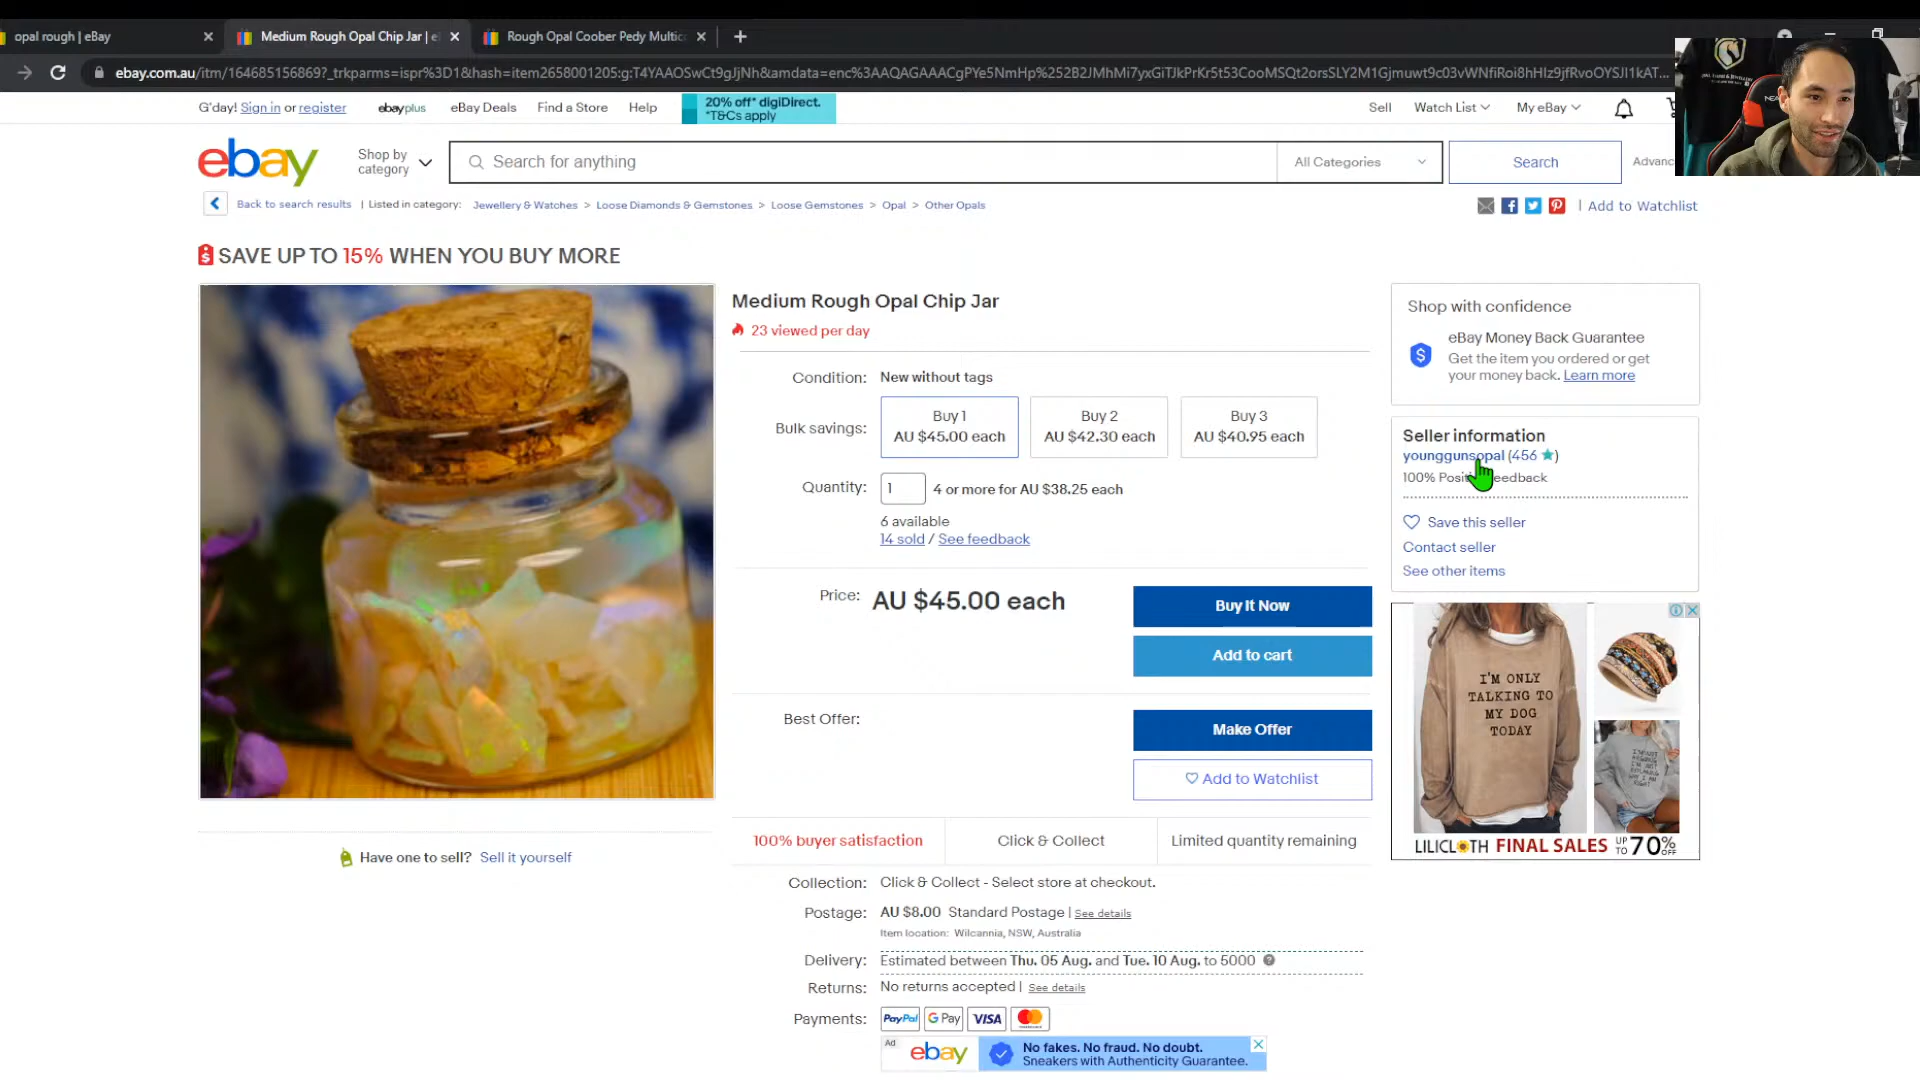 opal rough | eBay
Medium Rough Opal Chip Jar | e
Rough Opal Coober Pedy Multico
G'day! Sign in or register
ebayplus
eBay Deals
Find a Store
Help
20% off* digiDirect.
*T&Cs apply
Sell
Watch List
My eBay
ebay
Shop by
category
Search for anything
All Categories
Search
Advanc
Back to search results | Listed in category: Jewellery & Watches > Loose Diamonds & Gemstones > Loose Gemstones > Opal > Other Opals
| Add to Watchlist
SAVE UP TO 15% WHEN YOU BUY MORE
Medium Rough Opal Chip Jar
23 viewed per day
Condition: New without tags
Bulk savings:
Buy 1
AU $45.00 each
Buy 2
AU $42.30 each
Buy 3
AU $40.95 each
Quantity: 1 4 or more for AU $38.25 each
6 available
14 sold / See feedback
Price: AU $45.00 each
Buy It Now
Add to cart
Best Offer:
Make Offer
Add to Watchlist
100% buyer satisfaction
Click & Collect
Limited quantity remaining
Have one to sell? Sell it yourself
Collection: Click & Collect - Select store at checkout.
Postage: AU $8.00 Standard Postage | See details
Item location: Wilcannia, NSW, Australia
Delivery: Estimated between Thu. 05 Aug. and Tue. 10 Aug. to 5000
Returns: No returns accepted | See details
Payments: PayPal G Pay VISA
Ad
ebay
No fakes. No fraud. No doubt.
Sneakers with Authenticity Guarantee.
Shop with confidence
eBay Money Back Guarantee
Get the item you ordered or get
your money back. Learn more
Seller information
younggunsopal (456 ★)
100% Posi eedback
Save this seller
Contact seller
See other items
I'M ONLY
TALKING TO
MY DOG
TODAY
LILICLOTH FINAL SALES UP TO 70% OFF